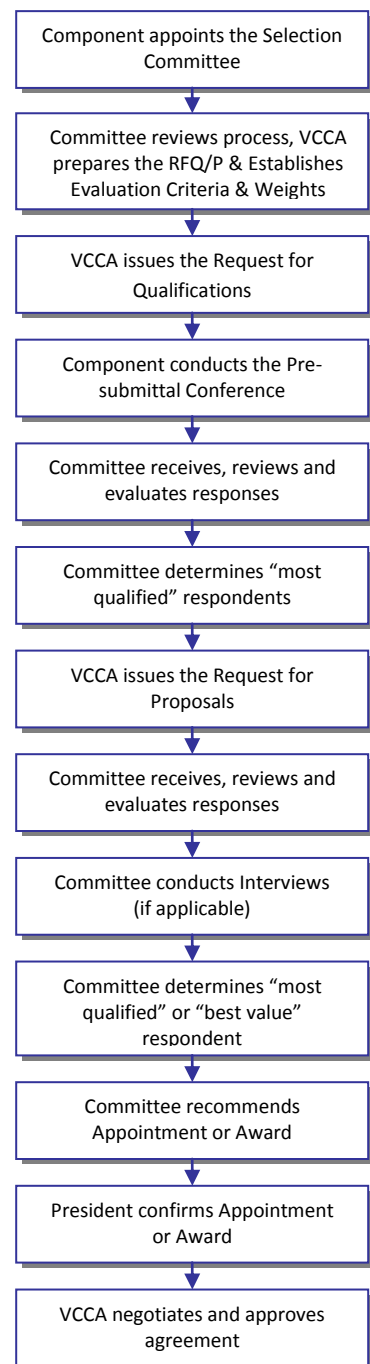 Component appoints the Selection
Committee
Committee reviews process, VCCA
prepares the RFQ/P & Establishes
Evaluation Criteria & Weights
VCCA issues the Request for
Qualifications
Component conducts the Pre-
submittal Conference
Committee receives, reviews and
evaluates responses
Committee determines “most
qualified” respondents
VCCA issues the Request for
Proposals
Committee receives, reviews and
evaluates responses
Committee conducts Interviews
(if applicable)
Committee determines “most
qualified” or “best value”
respondent
Committee recommends
Appointment or Award
President confirms Appointment
or Award
VCCA negotiates and approves
agreement